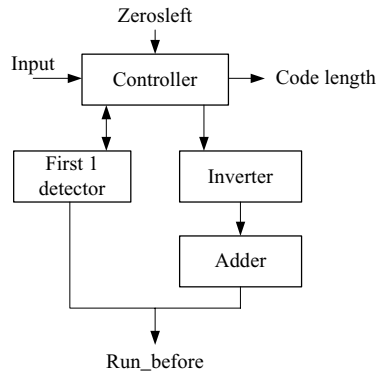 Zerosleft
Input
Controller
Code length
First 1
detector
Inverter
Adder
Run_before